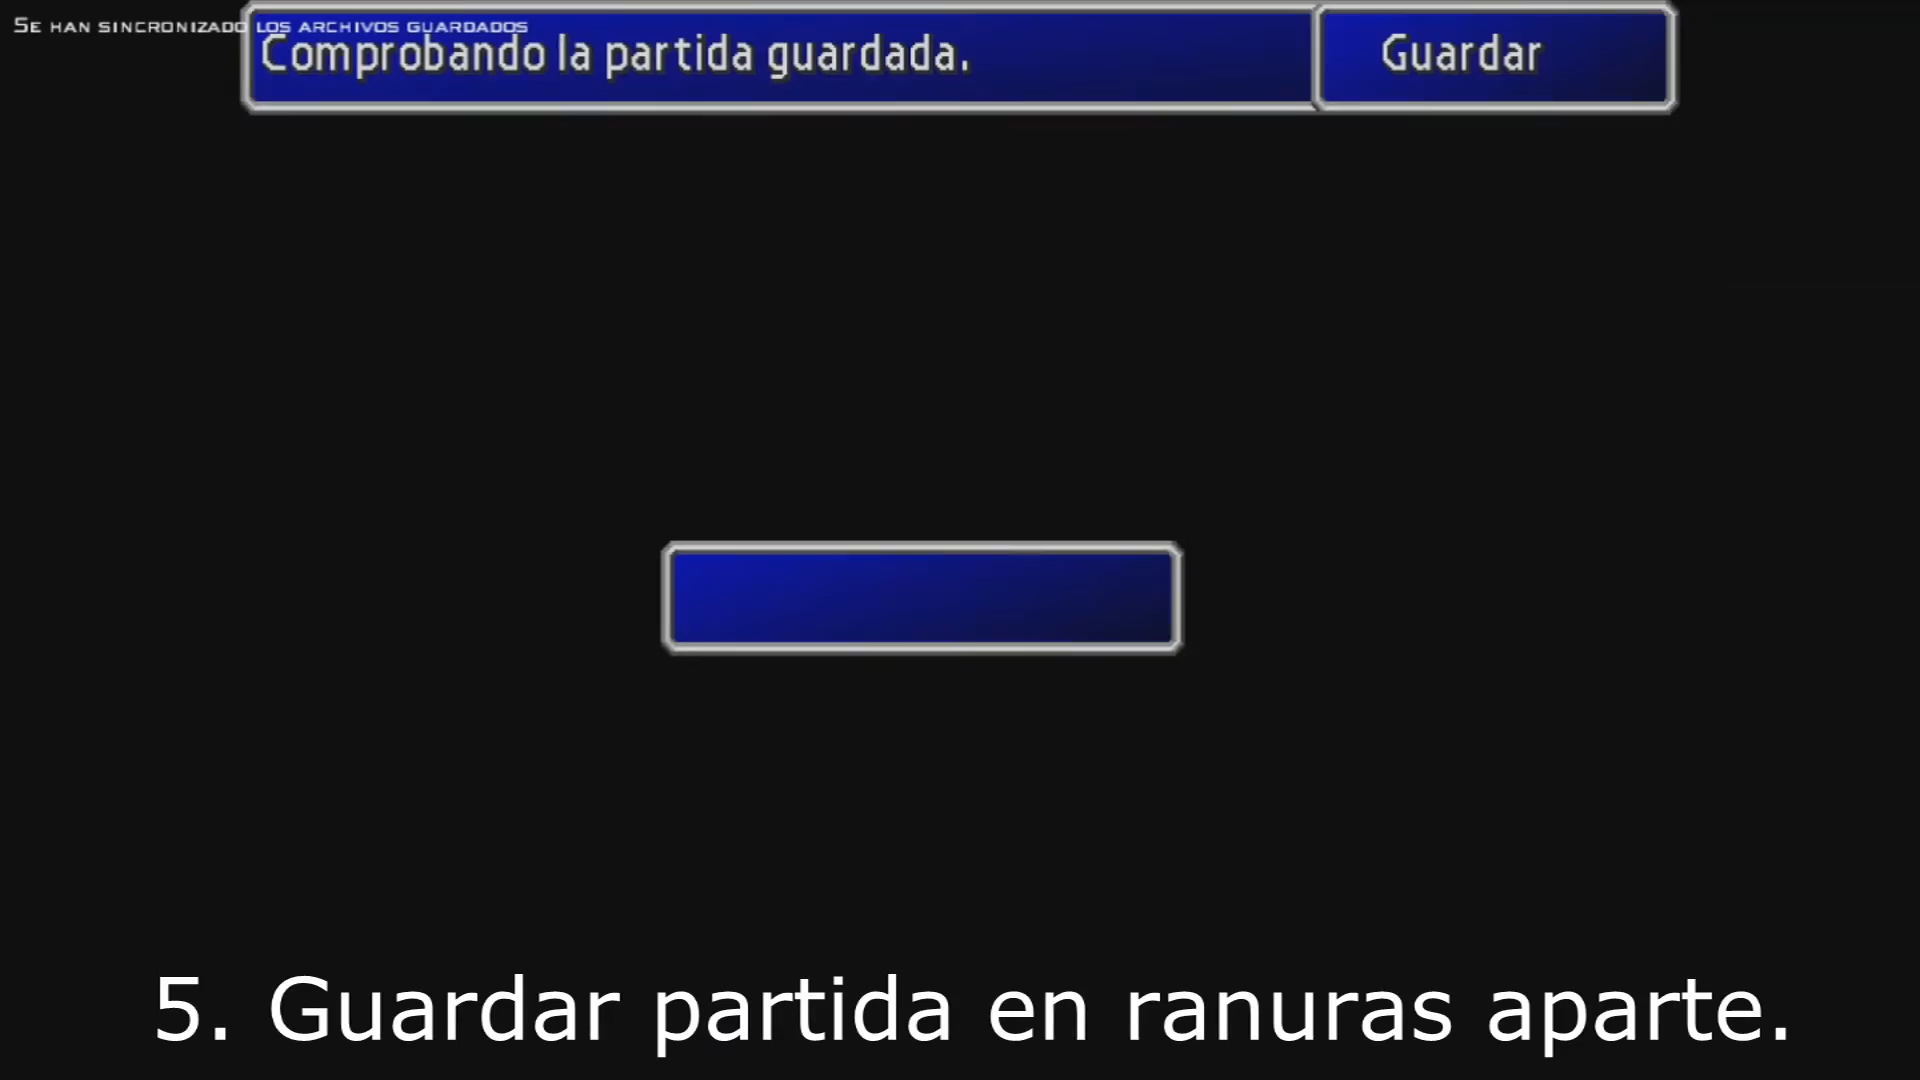 Se han sincronizado los archivos guardados
Comprobando la partida guardada.
Guardar
5. Guardar partida en ranuras aparte.